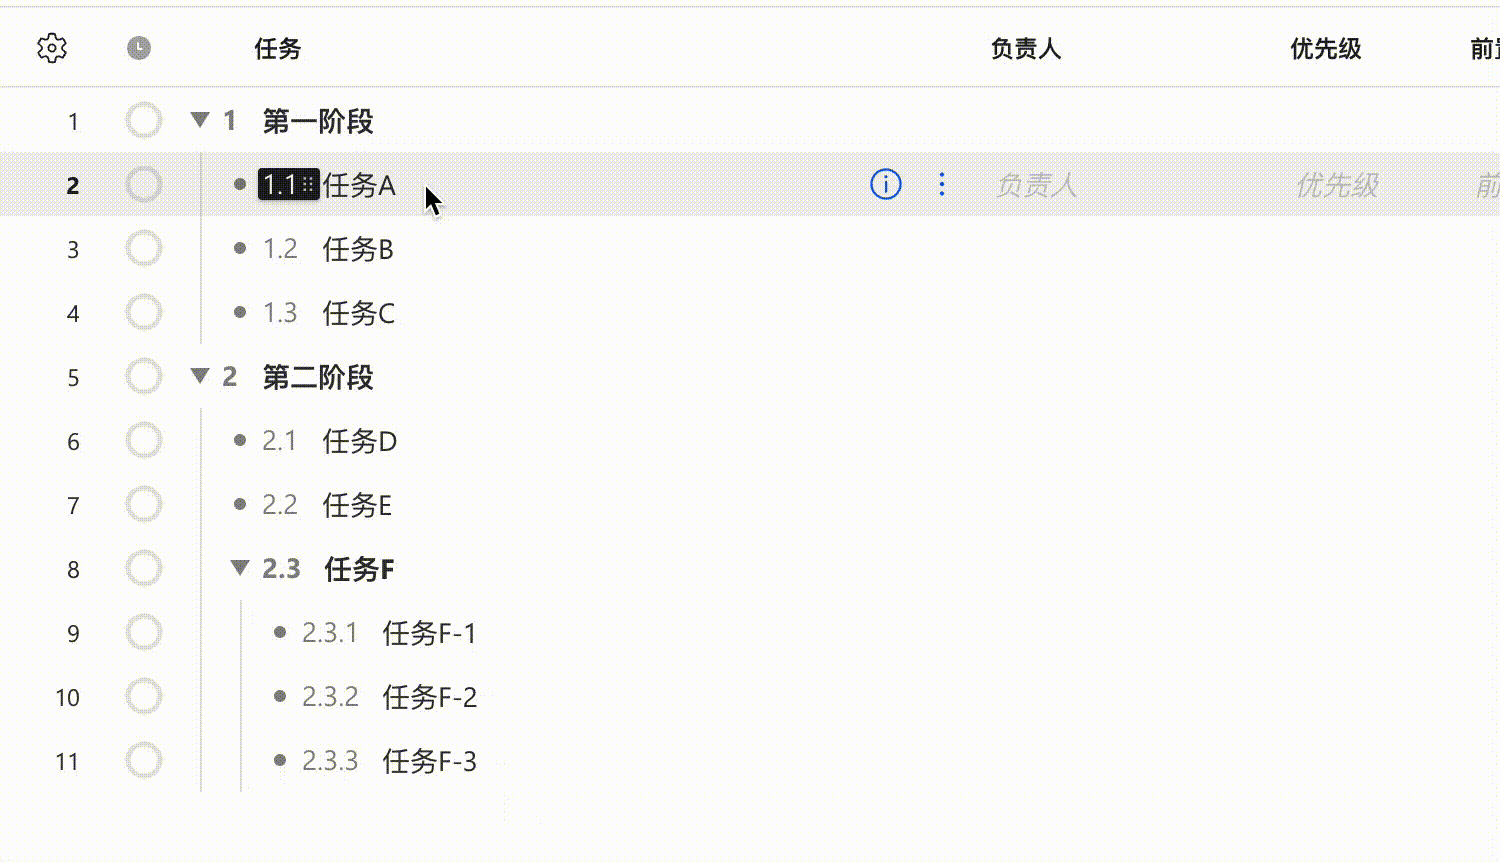 任务 负责人 优先级 前
1 1 第一阶段
2 1.1 任务A 负责人 优先级 前
3 1.2 任务B
4 1.3 任务C
5 2 第二阶段
6 2.1 任务D
7 2.2 任务E
8 2.3 任务F
9 2.3.1 任务F-1
10 2.3.2 任务F-2
11 2.3.3 任务F-3